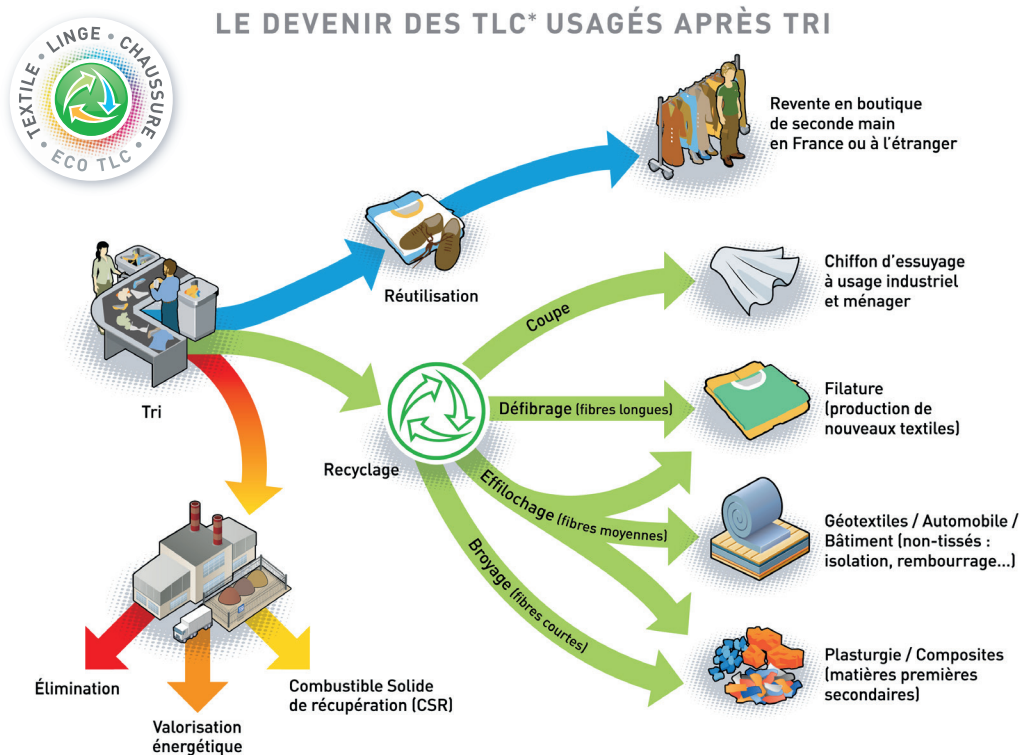 LE DEVENIR DES TLC* USAGÉS APRÈS TRI
TEXTILE • LINGE • CHAUSSURE • ECO TLC •
Revente en boutique
de seconde main
en France ou à l'étranger
Réutilisation
Chiffon d'essuyage
à usage industriel
et ménager
Coupe
Tri
Défibrage (fibres longues)
Filature
(production de
nouveaux textiles)
Recyclage
Effilochage (fibres moyennes)
Géotextiles / Automobile /
Bâtiment (non-tissés :
isolation, rembourrage...)
Broyage (fibres courtes)
Plasturgie / Composites
(matières premières
secondaires)
Élimination
Valorisation
énergétique
Combustible Solide
de récupération (CSR)